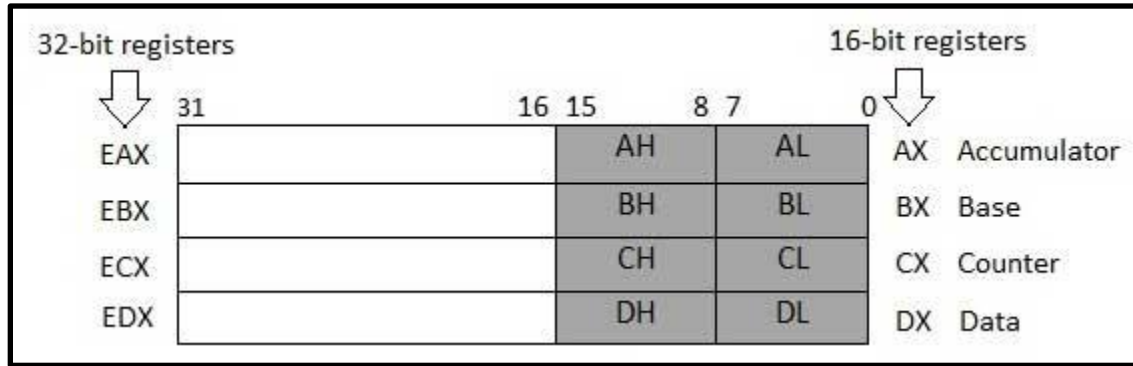 32-bit registers 16-bit registers
31 16 15 8 7 0
EAX AH AL AX Accumulator
EBX BH BL BX Base
ECX CH CL CX Counter
EDX DH DL DX Data